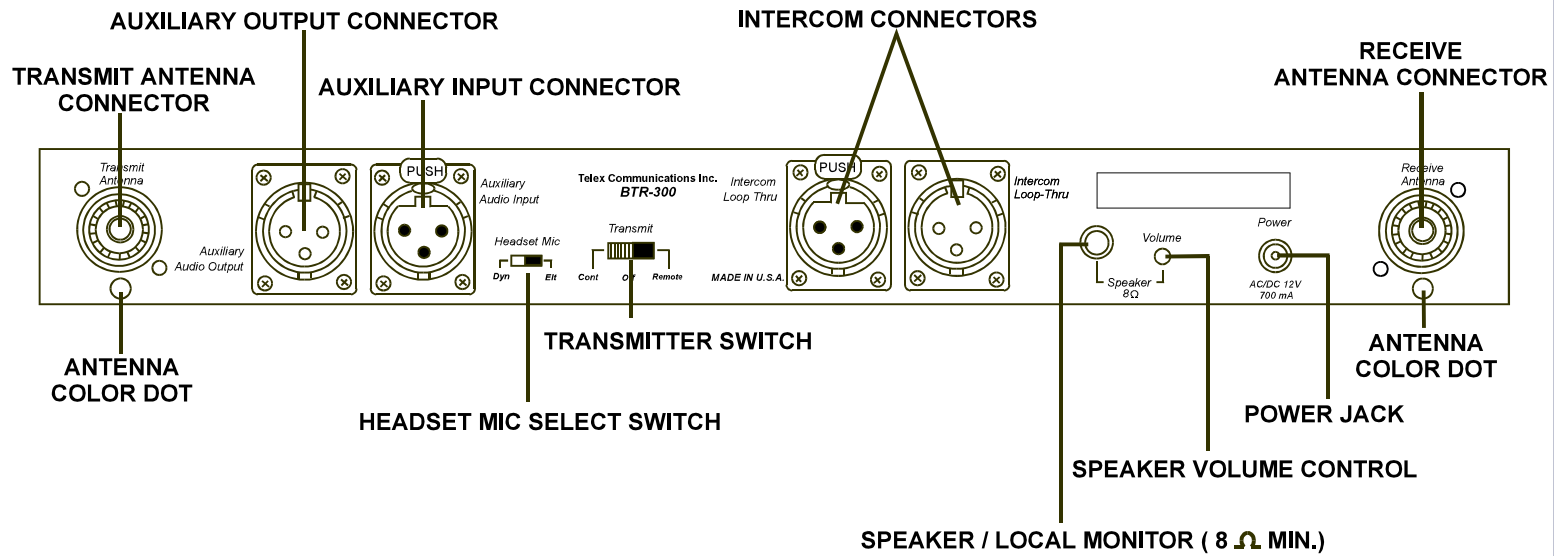 AUXILIARY OUTPUT CONNECTOR
INTERCOM CONNECTORS
TRANSMIT ANTENNA
CONNECTOR
AUXILIARY INPUT CONNECTOR
RECEIVE
ANTENNA CONNECTOR
Transmit
Antenna
PUSH
Auxiliary
Audio Input
Auxiliary
Audio Output
Telex Communications Inc.
BTR-300
Headset Mic
Dyn
Elt
Transmit
Cont
Off
Remote
Intercom
Loop Thru
MADE IN U.S.A.
PUSH
Intercom
Loop-Thru
Volume
Speaker
8Ω
Power
AC/DC 12V
700 mA
Receive
Antenna
ANTENNA
COLOR DOT
TRANSMITTER SWITCH
HEADSET MIC SELECT SWITCH
ANTENNA
COLOR DOT
POWER JACK
SPEAKER VOLUME CONTROL
SPEAKER / LOCAL MONITOR ( 8 Ω MIN.)